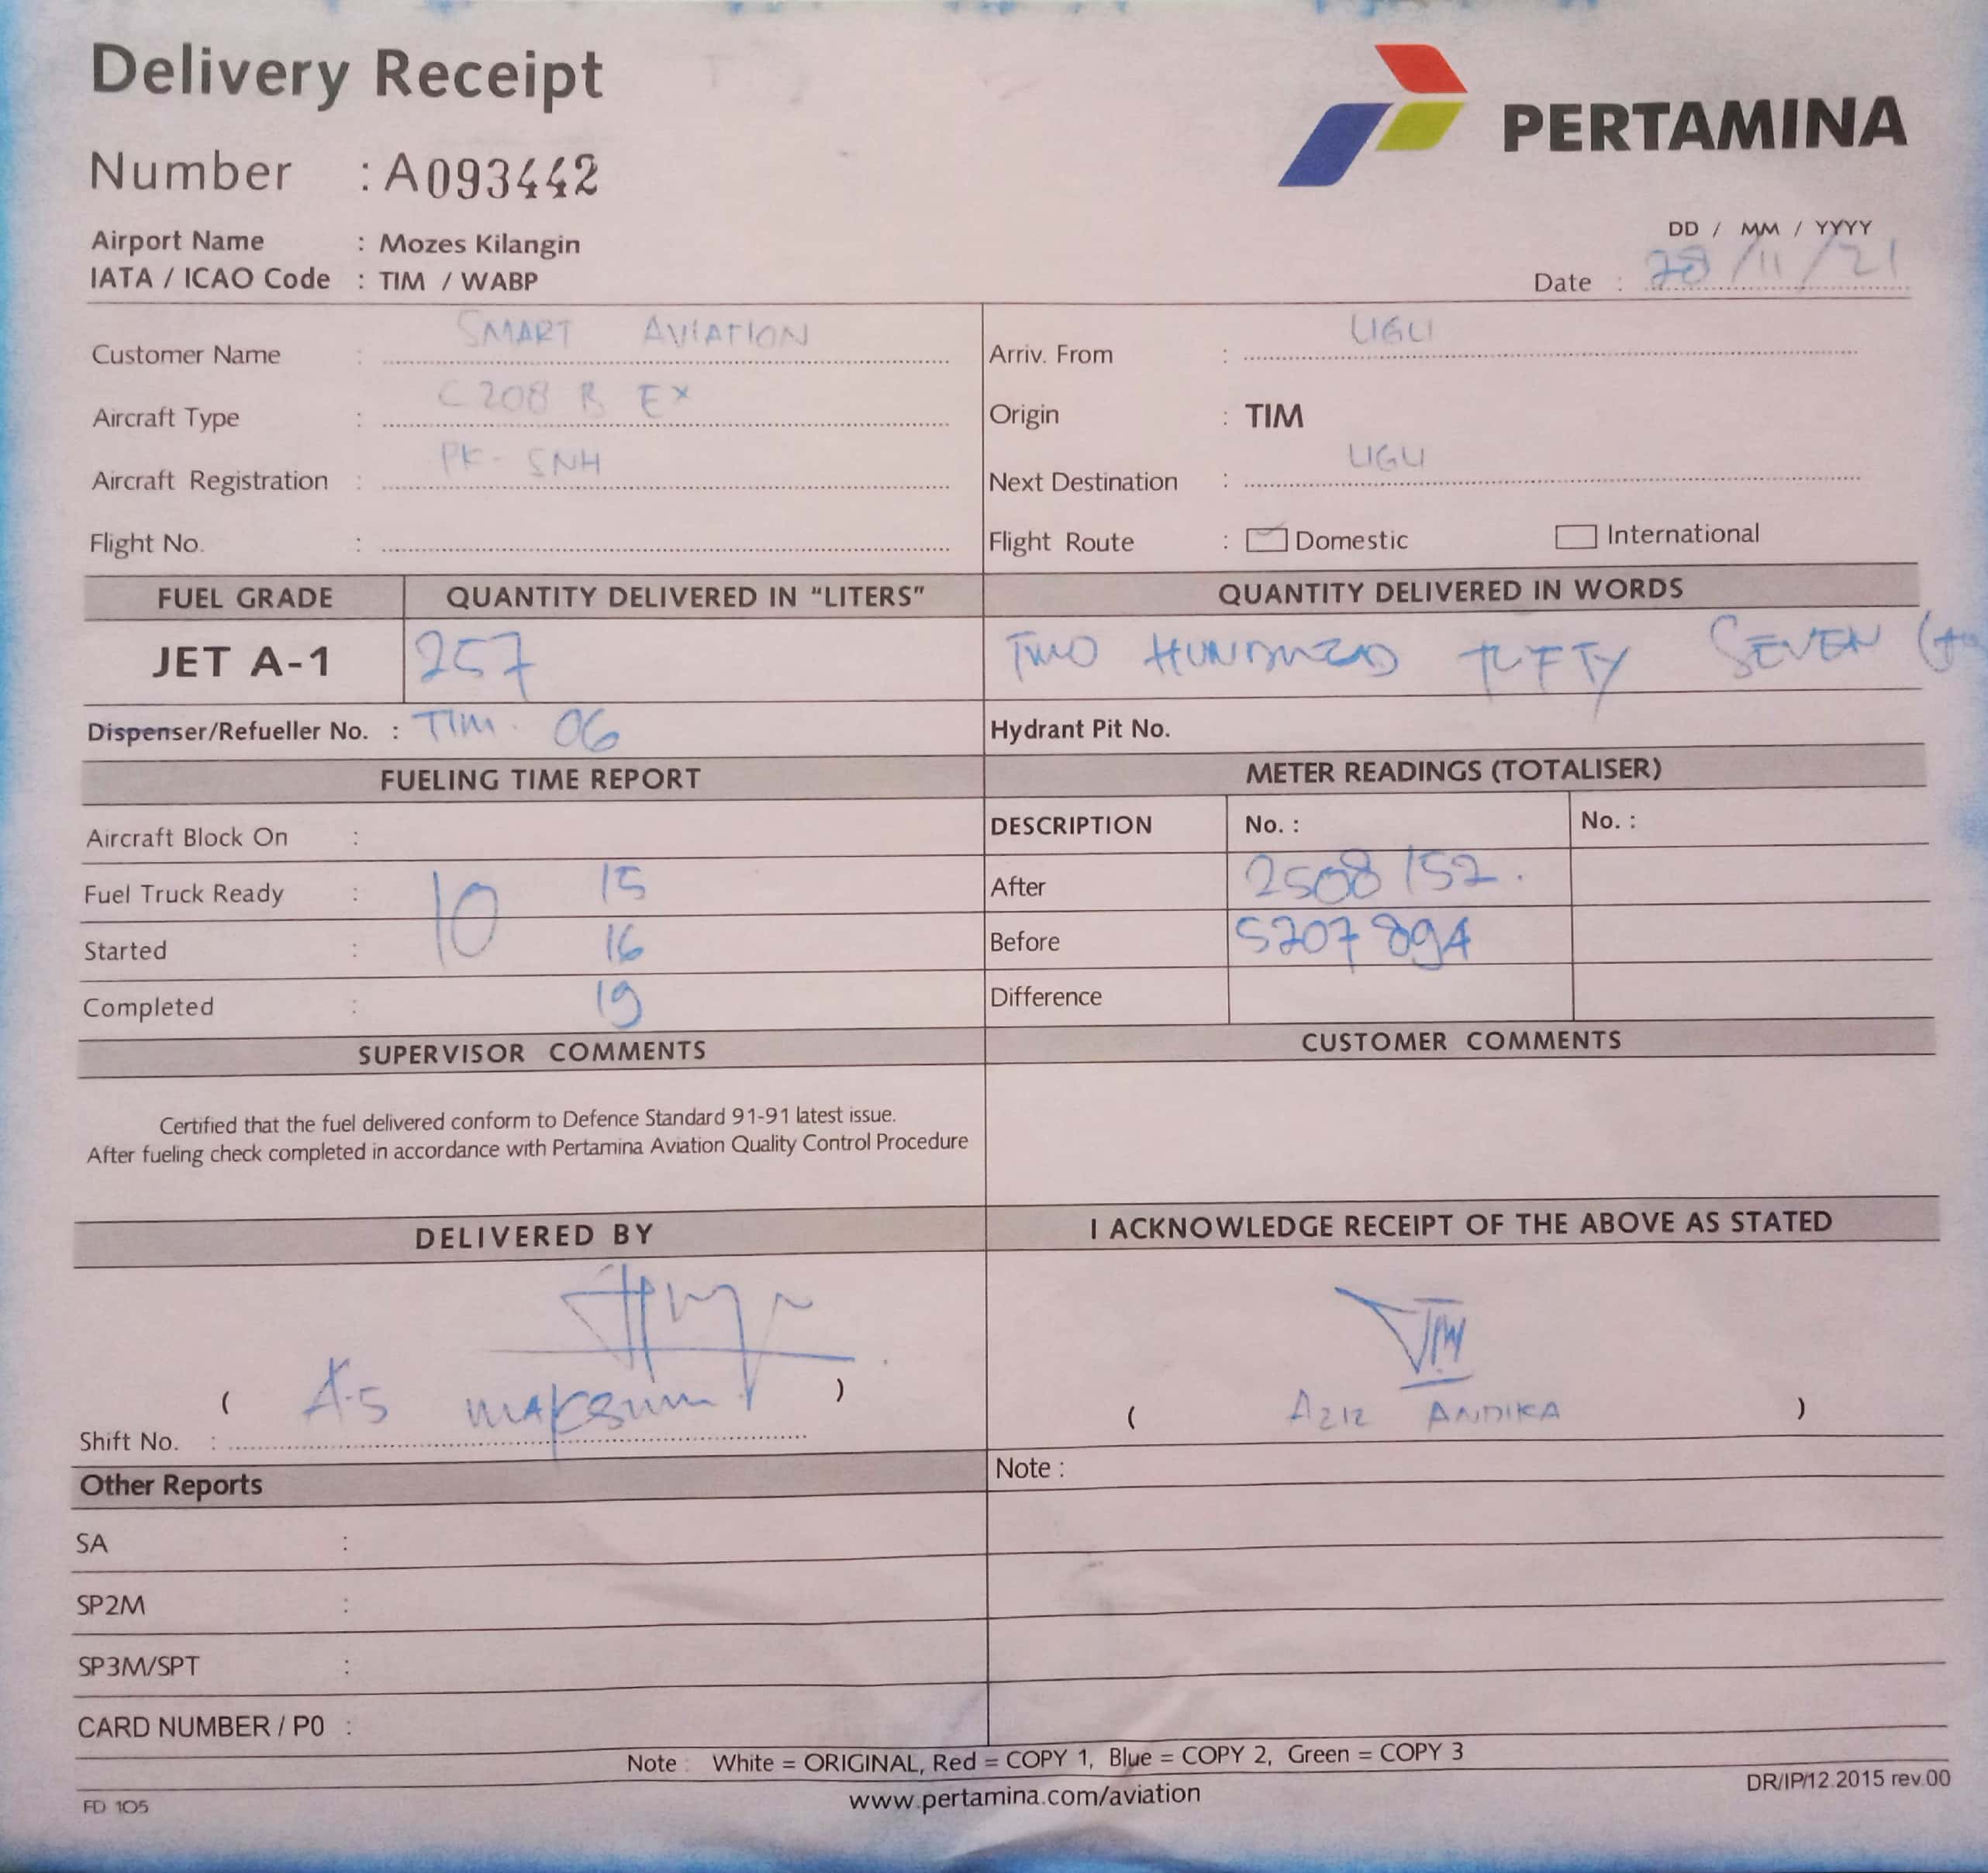 Delivery Receipt
PERTAMINA
Number : A093442
Airport Name : Mozes Kilangin
IATA / ICAO Code : TIM / WABP
DD / MM / YYYY
Date : 28/11/21
Customer Name : SMART AVIATION
Aircraft Type : C208 B EX
Aircraft Registration : PK-SNH
Flight No. :
Arriv. From : UGU
Origin : TIM
Next Destination : UGU
Flight Route : Domestic International
FUEL GRADE QUANTITY DELIVERED IN "LITERS" QUANTITY DELIVERED IN WORDS
JET A-1 257 TWO HUNDRED FIFTY SEVEN
Dispenser/Refueller No. : TIM. 06 Hydrant Pit No.
FUELING TIME REPORT
Aircraft Block On :
Fuel Truck Ready : 10 15
Started : 16
Completed : 19
METER READINGS (TOTALISER)
DESCRIPTION No. : No. :
After 2508 152.
Before 5207 894
Difference
SUPERVISOR COMMENTS
Certified that the fuel delivered conform to Defence Standard 91-91 latest issue.
After fueling check completed in accordance with Pertamina Aviation Quality Control Procedure
CUSTOMER COMMENTS
DELIVERED BY
( A-5 maksum )
Shift No. :
I ACKNOWLEDGE RECEIPT OF THE ABOVE AS STATED
( AZIZ ANDIKA )
Other Reports
SA :
SP2M :
SP3M/SPT :
CARD NUMBER / P0 :
Note :
Note : White = ORIGINAL, Red = COPY 1, Blue = COPY 2, Green = COPY 3
FD 105
www.pertamina.com/aviation
DR/IP/12.2015 rev.00